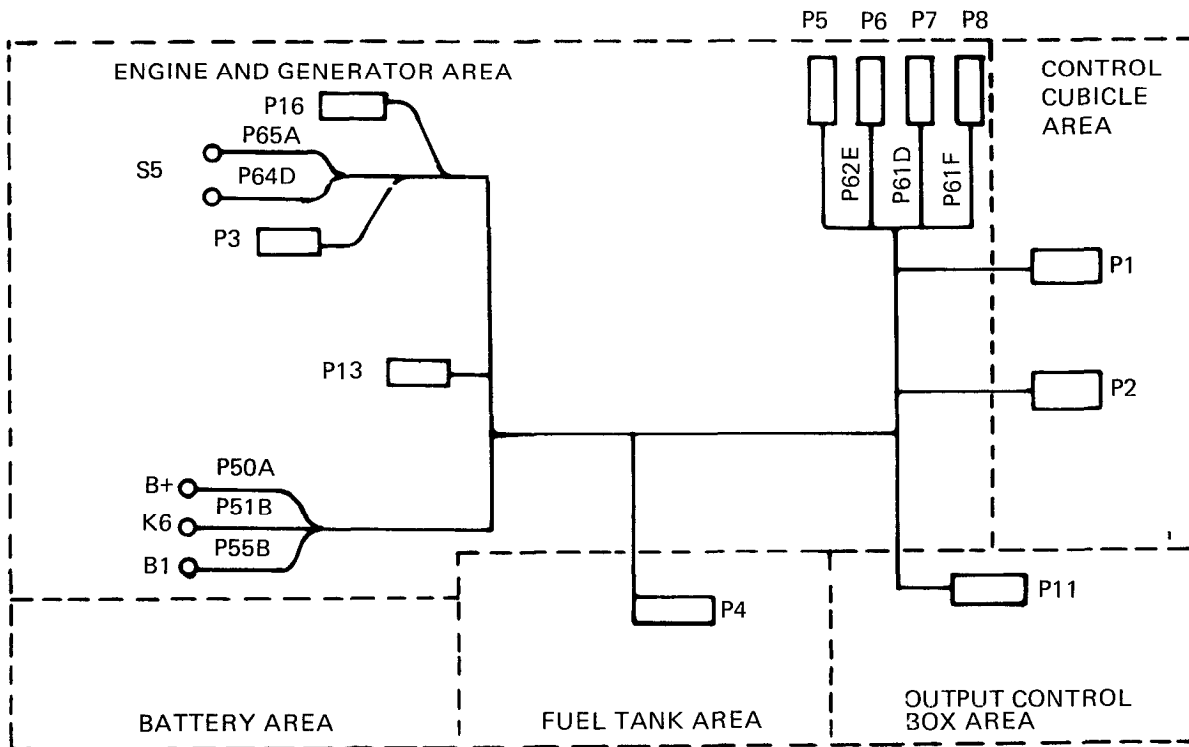 P5 P6 P7 P8
ENGINE AND GENERATOR AREA
CONTROL
CUBICLE
AREA
P16
P65A
S5
P64D
P3
P62E
P61D
P61F
P1
P13
P2
P50A
B+
P51B
K6
P55B
B1
P11
P4
BATTERY AREA
FUEL TANK AREA
OUTPUT CONTROL
BOX AREA